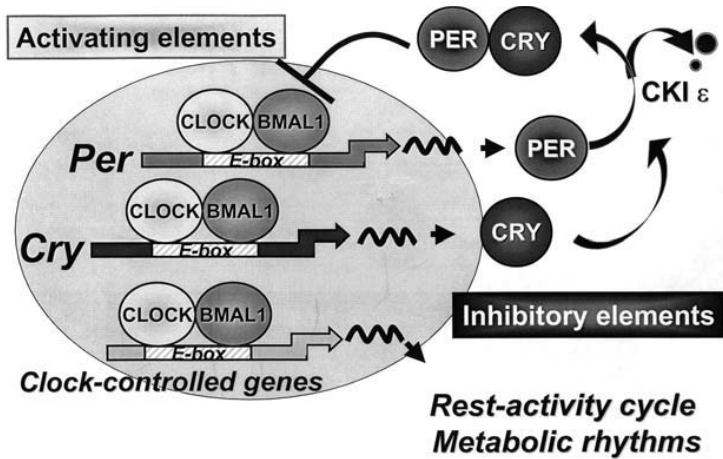 Activating elements
PER CRY
CKI ε
CLOCK BMAL1
Per
E-box
PER
CLOCK BMAL1
Cry
E-box
CRY
CLOCK BMAL1
E-box
Inhibitory elements
Clock-controlled genes
Rest-activity cycle
Metabolic rhythms